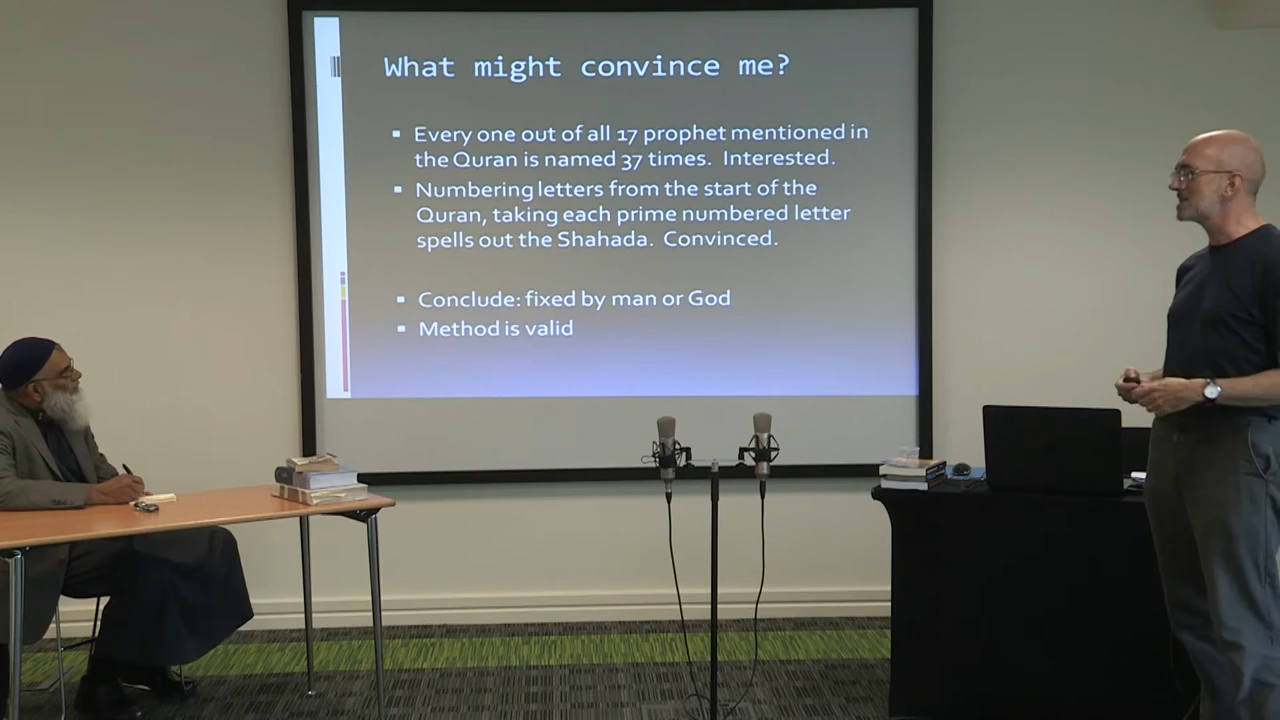 What might convince me?
▪ Every one out of all 17 prophet mentioned in
the Quran is named 37 times. Interested.
▪ Numbering letters from the start of the
Quran, taking each prime numbered letter
spells out the Shahada. Convinced.
▪ Conclude: fixed by man or God
▪ Method is valid